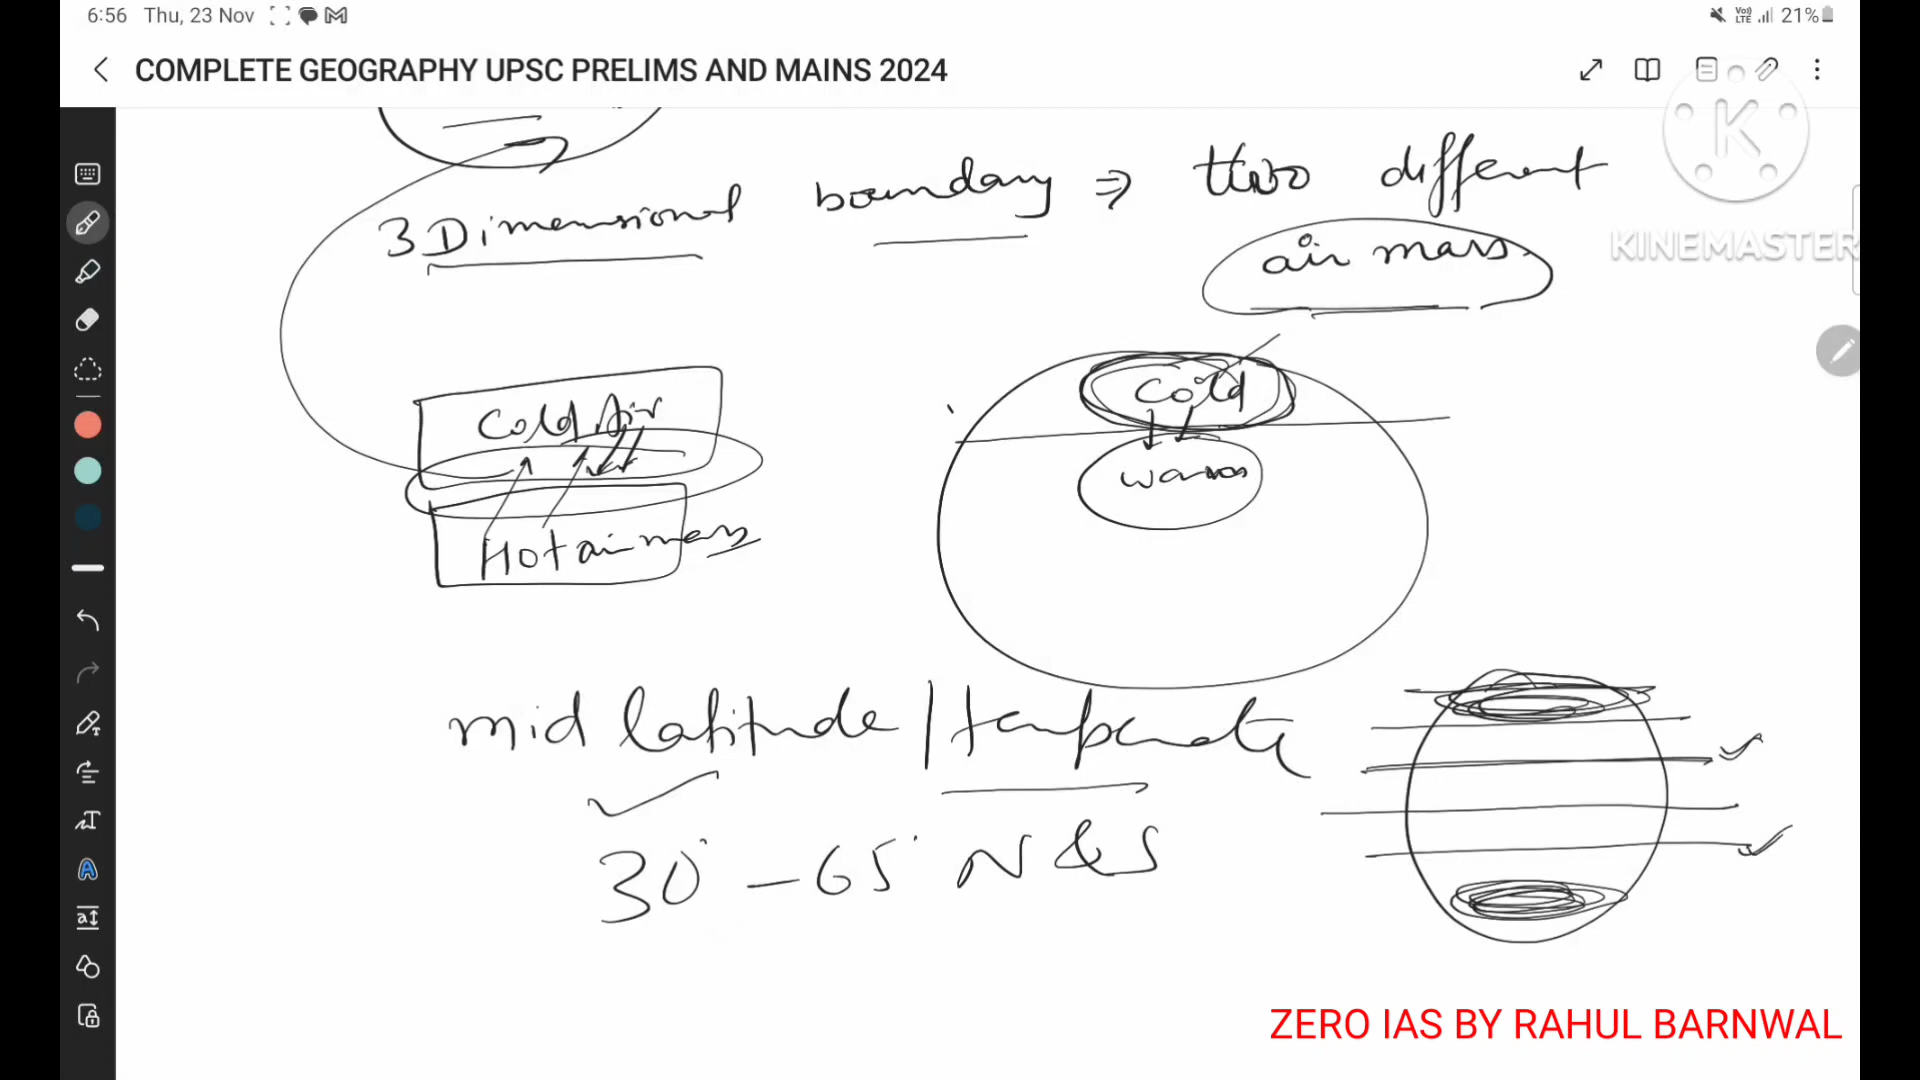 6:56 Thu, 23 Nov 21%
COMPLETE GEOGRAPHY UPSC PRELIMS AND MAINS 2024
K
KINEMASTER
3 Dimensional boundary ⇒ two different
air mass
Cold Air
Hot air mass
Cold
warm
mid latitude / temperate
30° - 65° N & S
ZERO IAS BY RAHUL BARNWAL